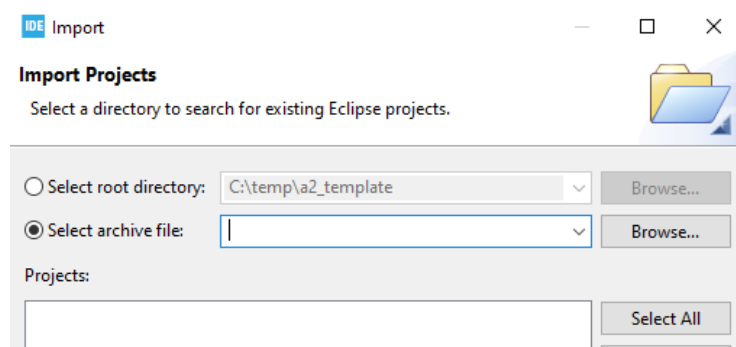 IDE Import
Import Projects
Select a directory to search for existing Eclipse projects.
Select root directory: C:\temp\a2_template Browse...
Select archive file: Browse...
Projects:
Select All